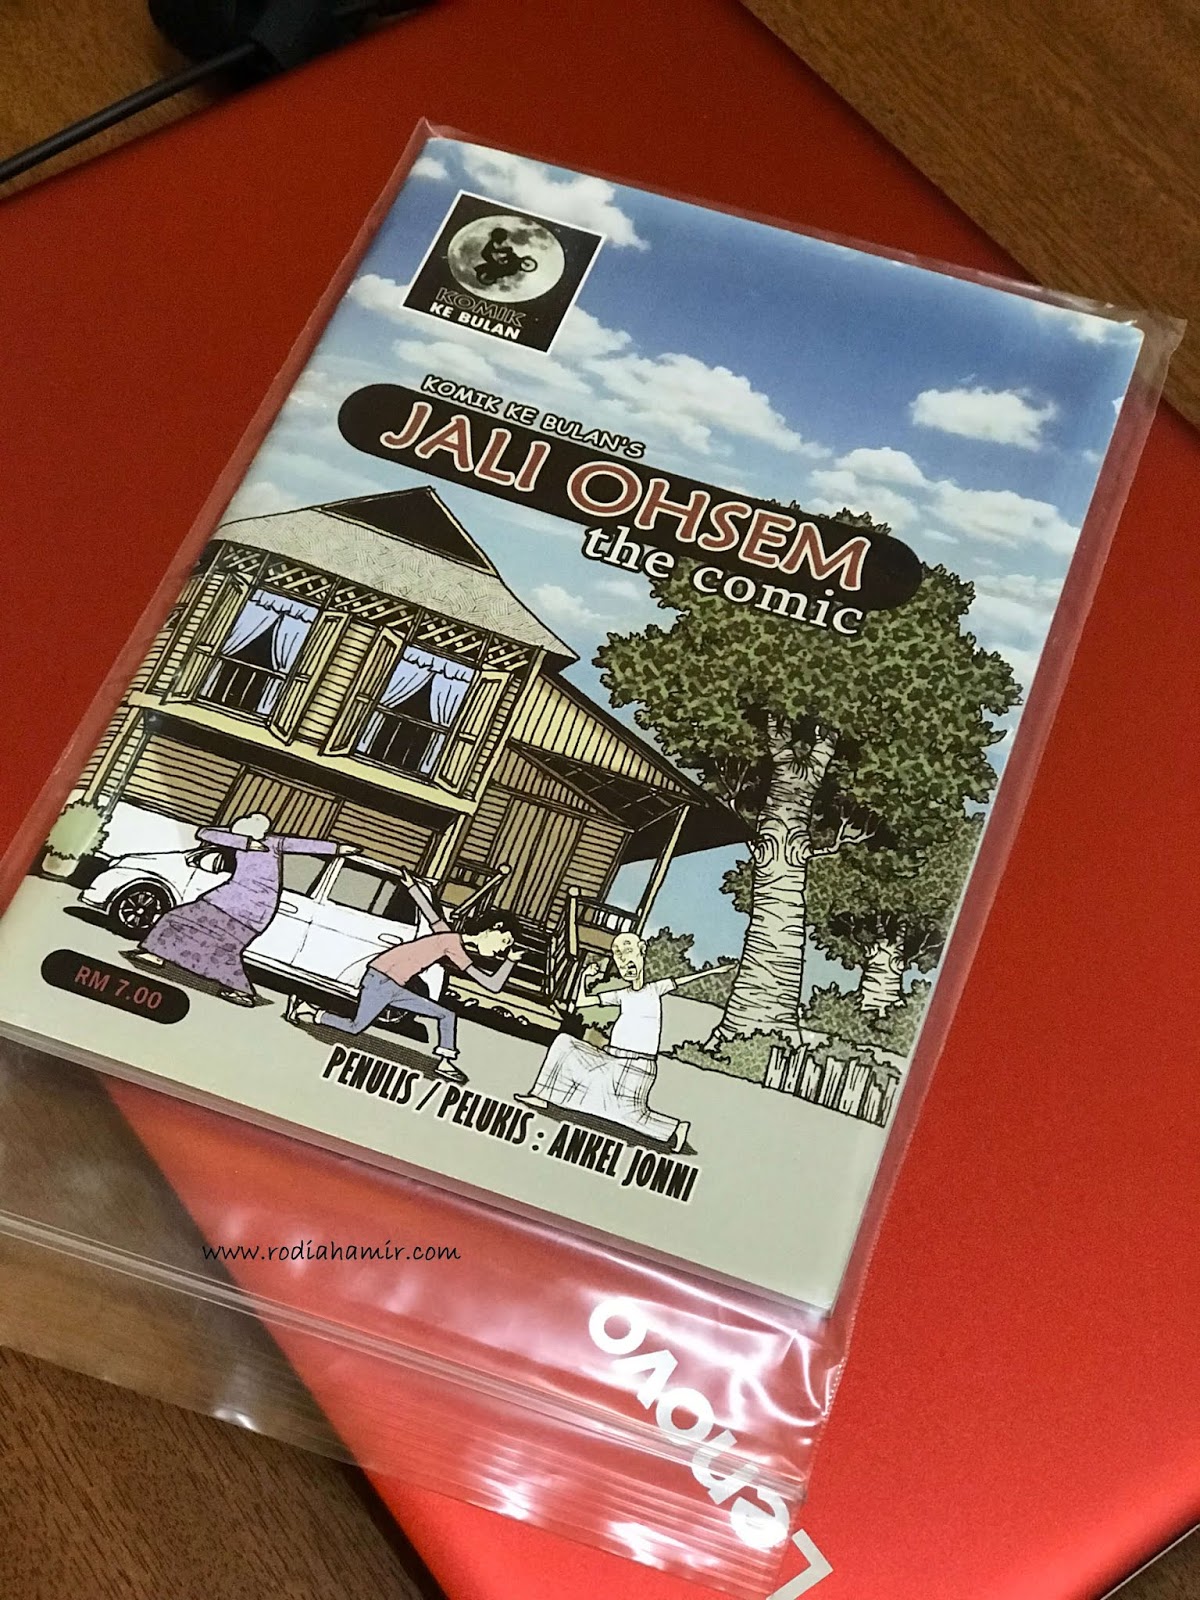 KOMIK
KE BULAN
KOMIK KE BULAN'S
JALI OHSEM
the comic
RM 7.00
PENULIS / PELUKIS : ANKEL JONNI
www.rodiahamir.com
Lenovo